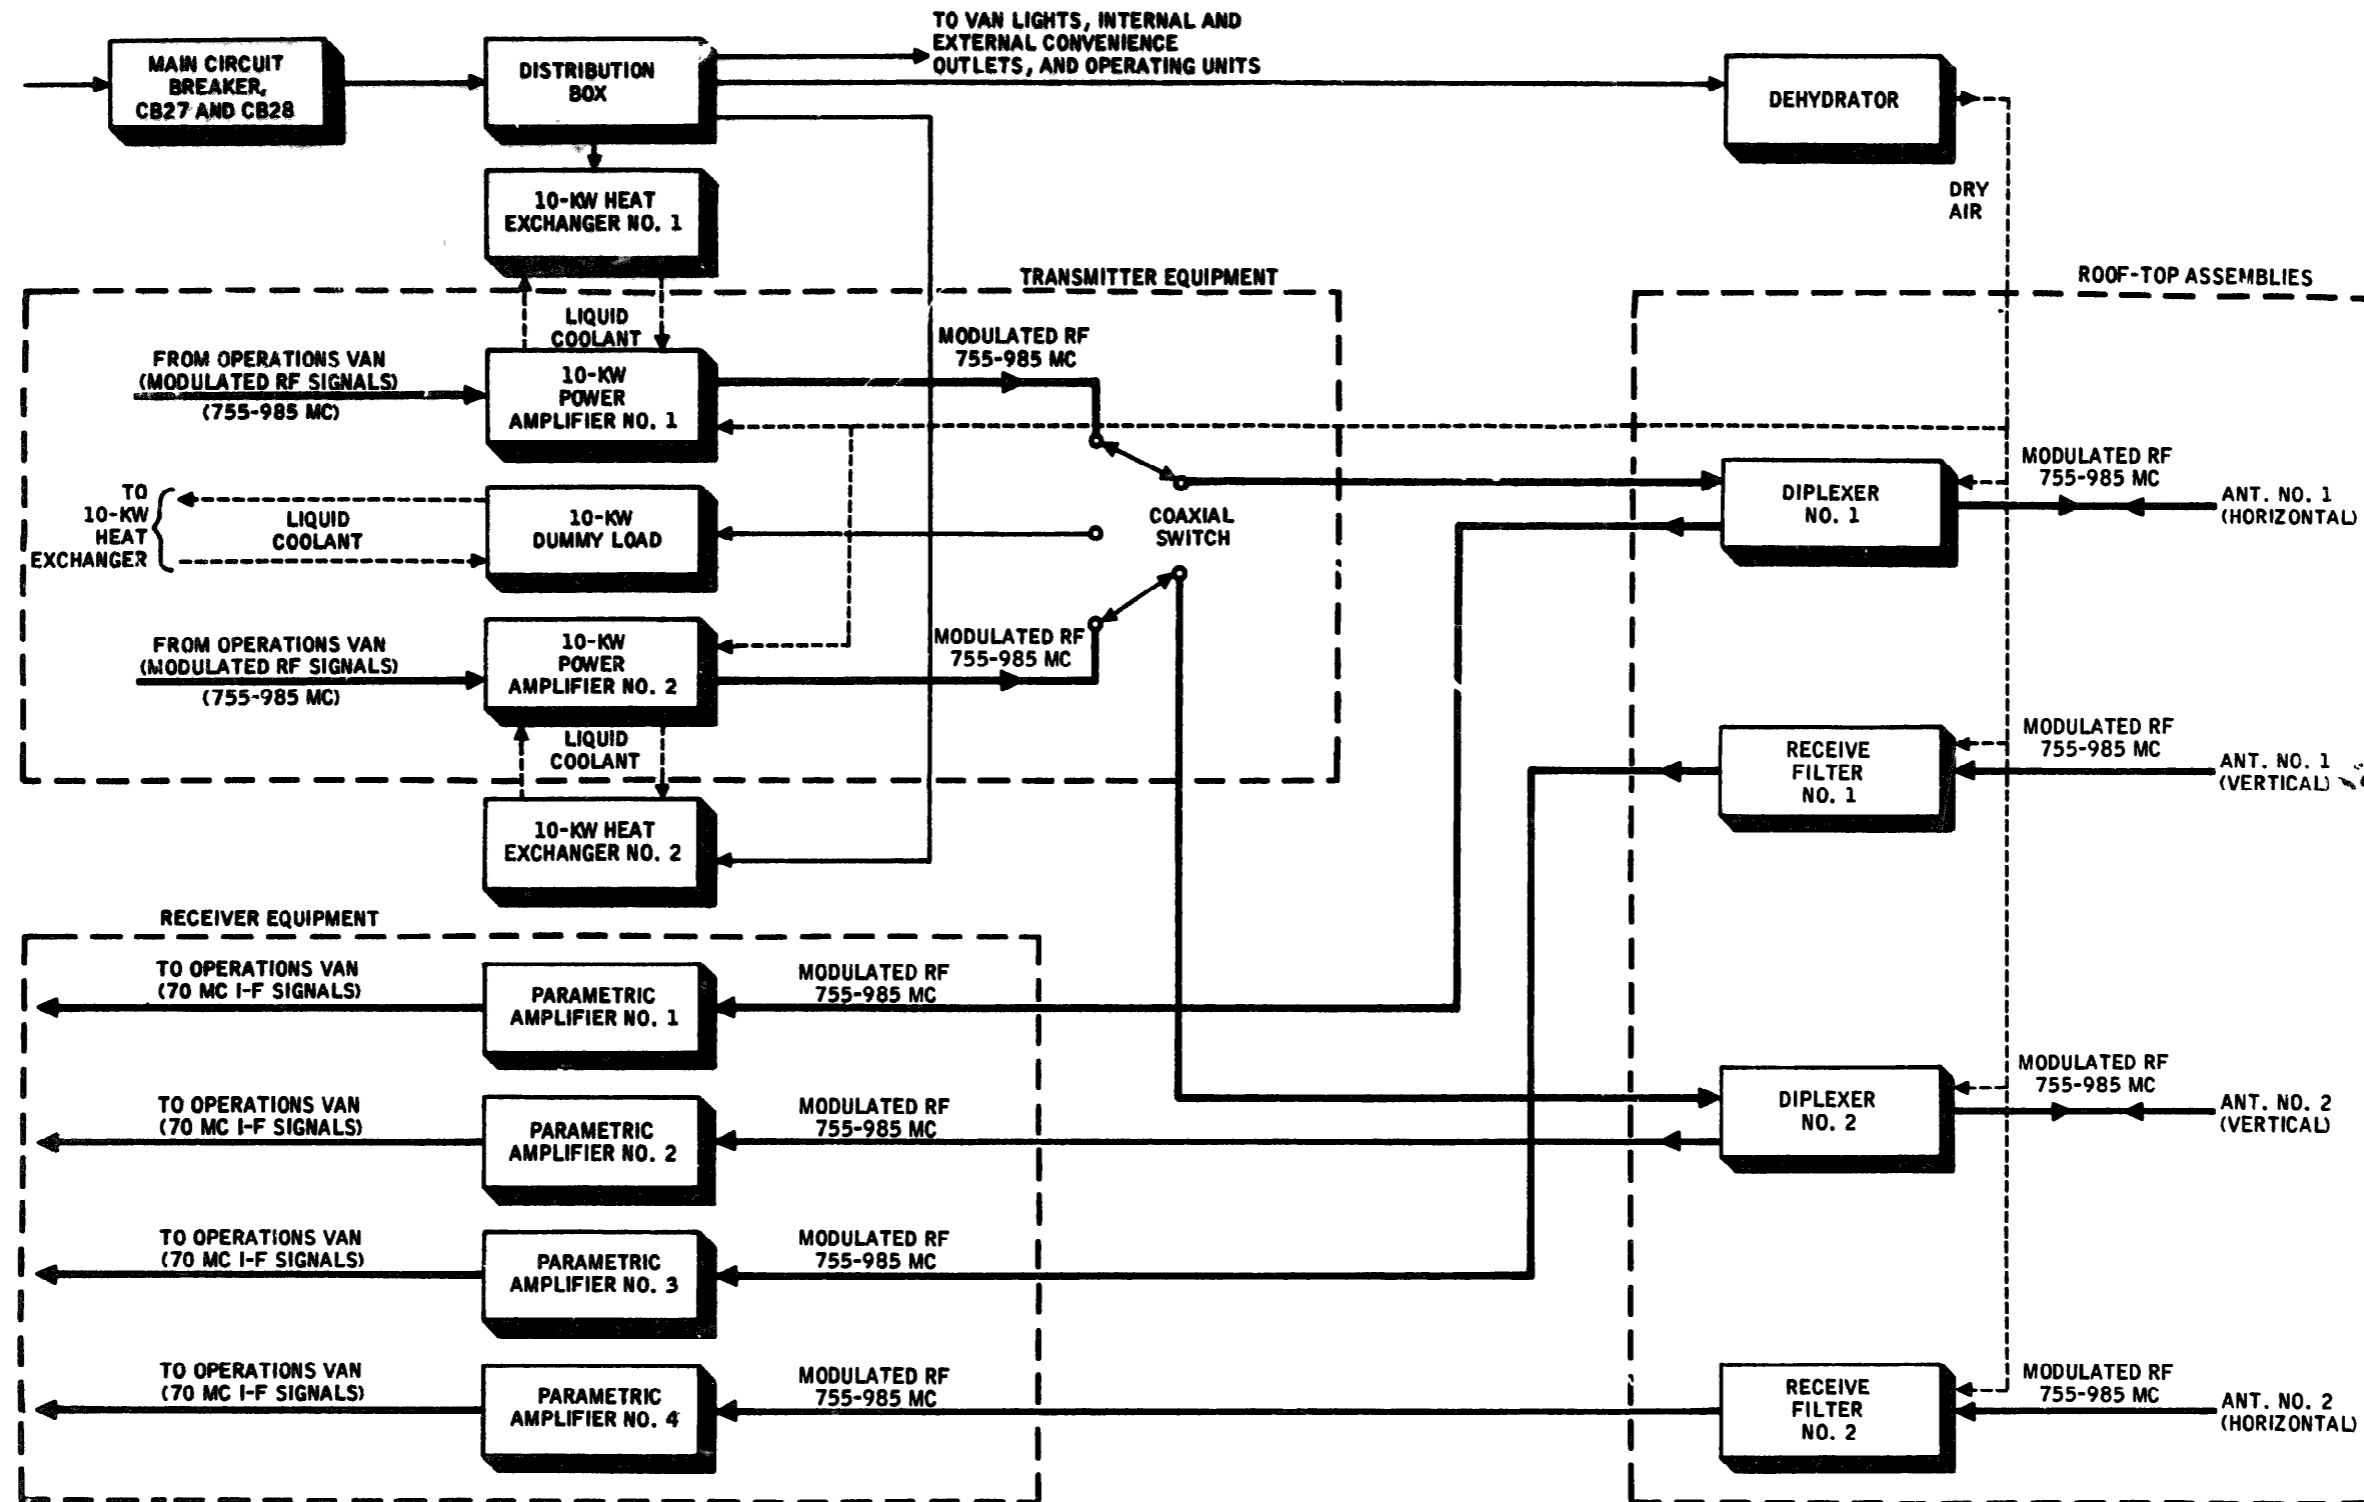 TO VAN LIGHTS, INTERNAL AND
EXTERNAL CONVENIENCE
OUTLETS, AND OPERATING UNITS
MAIN CIRCUIT
BREAKER,
CB27 AND CB28
DISTRIBUTION
BOX
DEHYDRATOR
DRY
AIR
10-KW HEAT
EXCHANGER NO. 1
TRANSMITTER EQUIPMENT
ROOF-TOP ASSEMBLIES
LIQUID
COOLANT
MODULATED RF
755-985 MC
FROM OPERATIONS VAN
(MODULATED RF SIGNALS)
(755-985 MC)
10-KW
POWER
AMPLIFIER NO. 1
TO
10-KW
HEAT
EXCHANGER
LIQUID
COOLANT
10-KW
DUMMY LOAD
COAXIAL
SWITCH
DIPLEXER
NO. 1
MODULATED RF
755-985 MC
ANT. NO. 1
(HORIZONTAL)
FROM OPERATIONS VAN
(MODULATED RF SIGNALS)
(755-985 MC)
10-KW
POWER
AMPLIFIER NO. 2
MODULATED RF
755-985 MC
LIQUID
COOLANT
RECEIVE
FILTER
NO. 1
MODULATED RF
755-985 MC
ANT. NO. 1
(VERTICAL)
10-KW HEAT
EXCHANGER NO. 2
RECEIVER EQUIPMENT
TO OPERATIONS VAN
(70 MC I-F SIGNALS)
PARAMETRIC
AMPLIFIER NO. 1
MODULATED RF
755-985 MC
TO OPERATIONS VAN
(70 MC I-F SIGNALS)
PARAMETRIC
AMPLIFIER NO. 2
MODULATED RF
755-985 MC
DIPLEXER
NO. 2
MODULATED RF
755-985 MC
ANT. NO. 2
(VERTICAL)
TO OPERATIONS VAN
(70 MC I-F SIGNALS)
PARAMETRIC
AMPLIFIER NO. 3
MODULATED RF
755-985 MC
TO OPERATIONS VAN
(70 MC I-F SIGNALS)
PARAMETRIC
AMPLIFIER NO. 4
MODULATED RF
755-985 MC
RECEIVE
FILTER
NO. 2
MODULATED RF
755-985 MC
ANT. NO. 2
(HORIZONTAL)